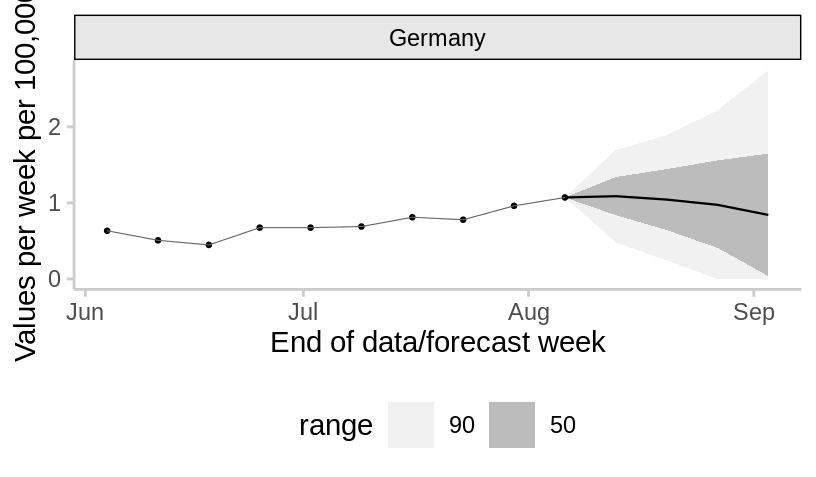 Germany
Values per week per 100,000
2
1
0
Jun Jul Aug Sep
End of data/forecast week
range 90 50